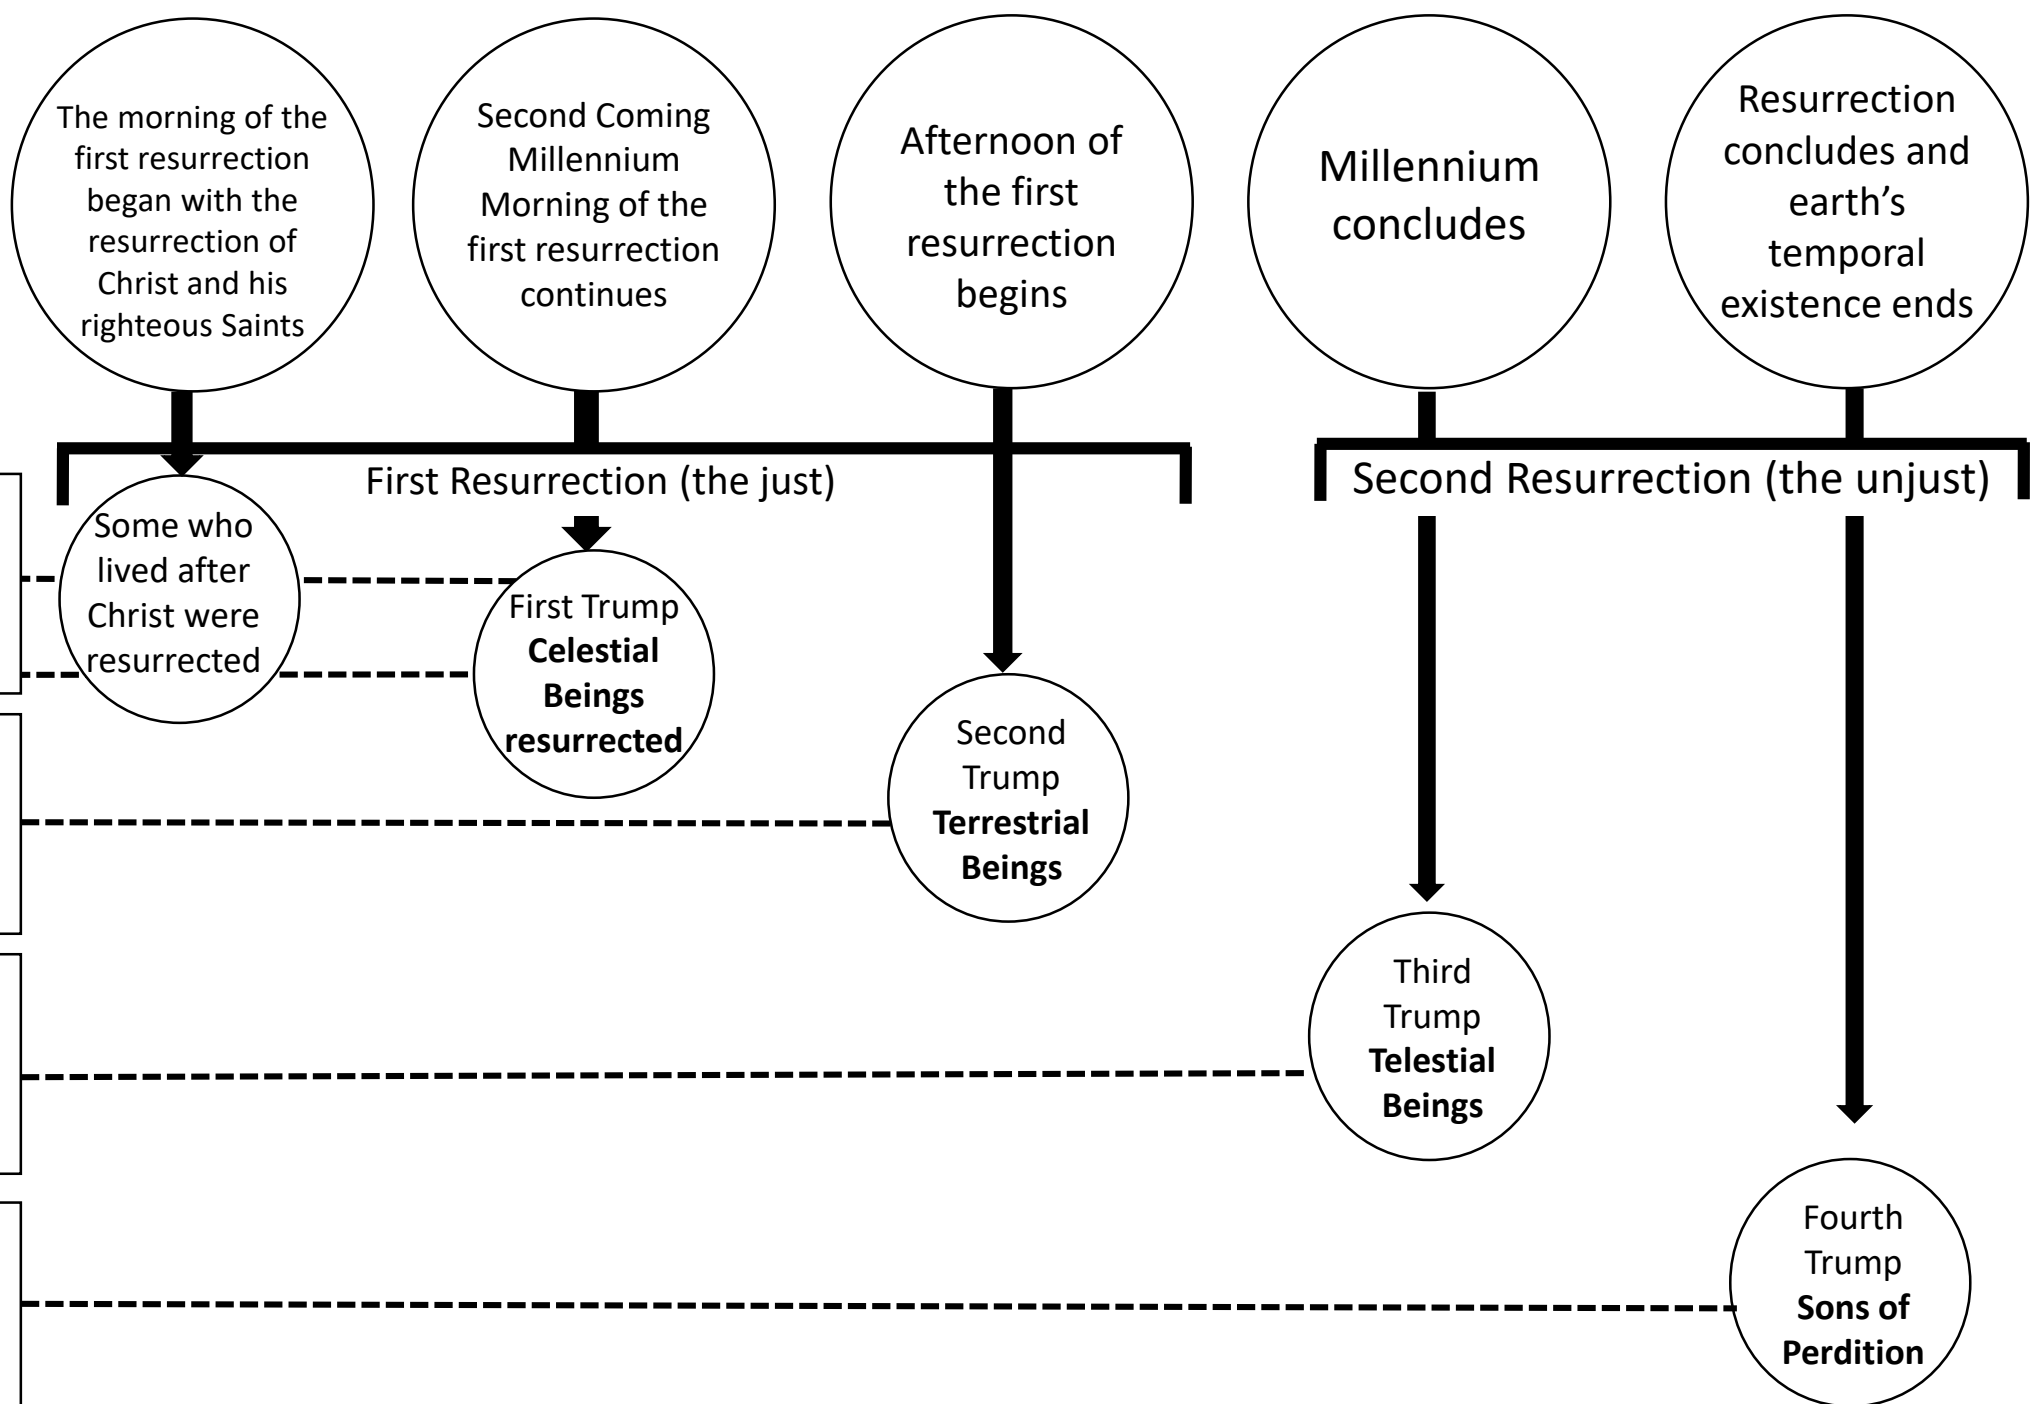 The morning of the
first resurrection
began with the
resurrection of
Christ and his
righteous Saints
Second Coming
Millennium
Morning of the
first resurrection
continues
Afternoon of
the first
resurrection
begins
Millennium
concludes
Resurrection
concludes and
earth’s
temporal
existence ends
First Resurrection (the just)
Second Resurrection (the unjust)
Some who
lived after
Christ were
resurrected
First Trump
Celestial
Beings
resurrected
Second
Trump
Terrestrial
Beings
Third
Trump
Telestial
Beings
Fourth
Trump
Sons of
Perdition